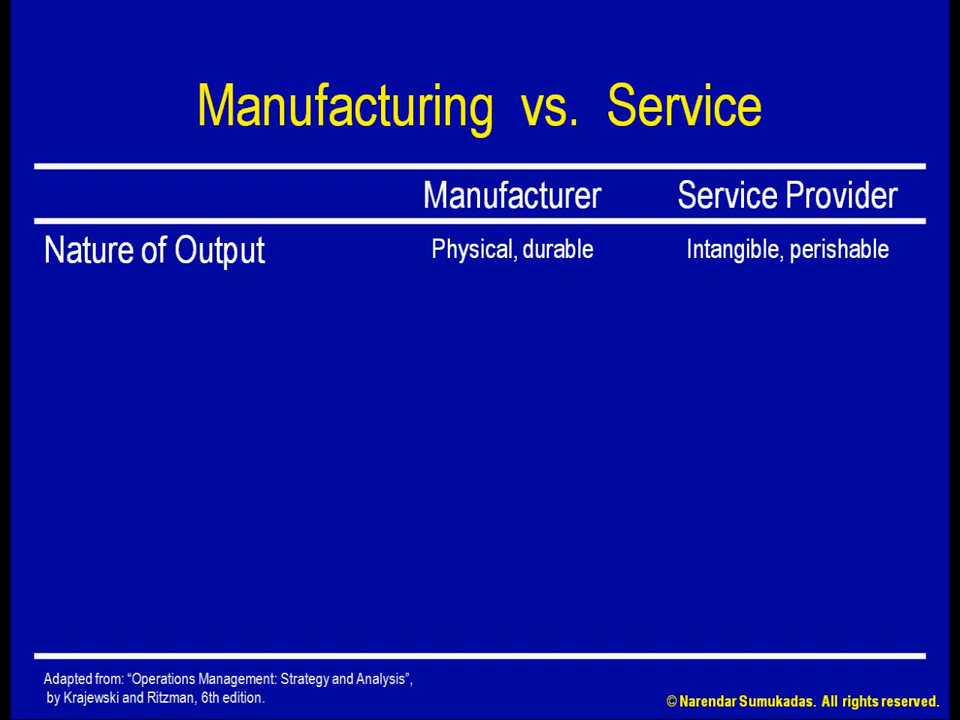 Manufacturing vs. Service
Manufacturer Service Provider
Nature of Output Physical, durable Intangible, perishable
Adapted from: “Operations Management: Strategy and Analysis”,
by Krajewski and Ritzman, 6th edition.
© Narendar Sumukadas. All rights reserved.